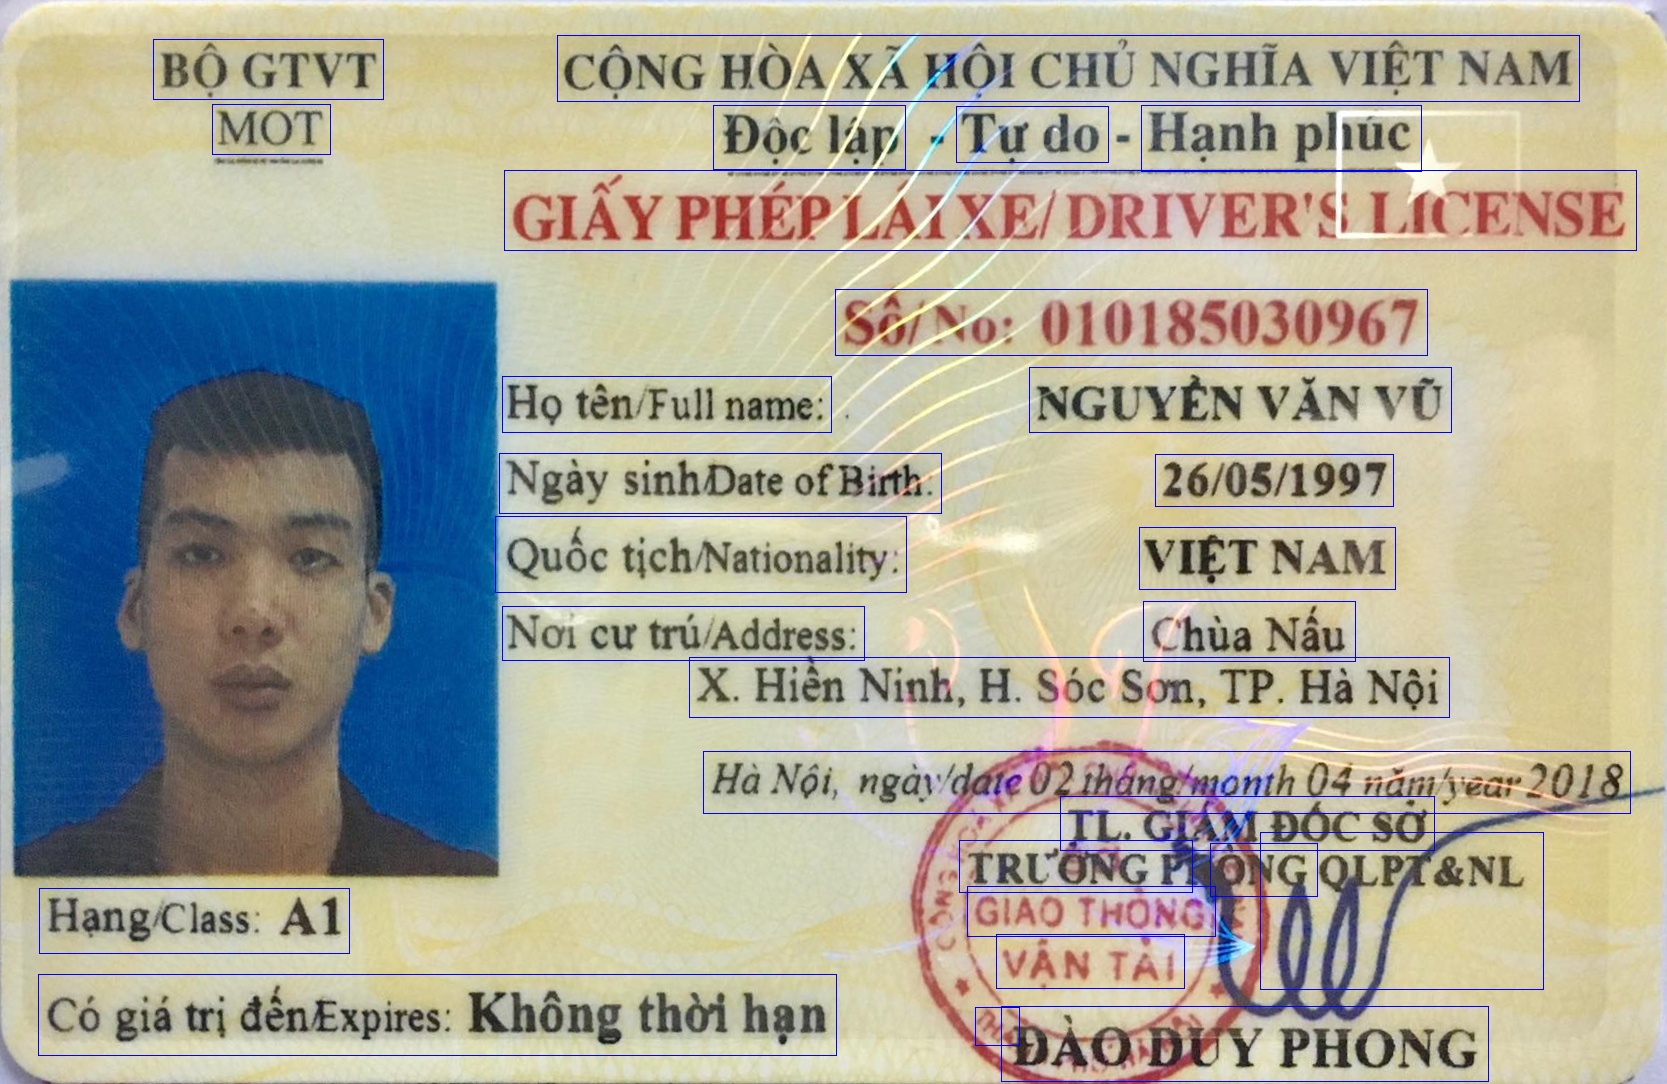 BỘ GTVT
MOT
CỘNG HÒA XÃ HỘI CHỦ NGHĨA VIỆT NAM
Độc lập - Tự do - Hạnh phúc
GIẤY PHÉP LÁI XE/ DRIVER'S LICENSE
Số/ No: 010185030967
Họ tên/Full name: NGUYỄN VĂN VŨ
Ngày sinh/Date of Birth: 26/05/1997
Quốc tịch/Nationality: VIỆT NAM
Nơi cư trú/Address: Chùa Nấu
X. Hiền Ninh, H. Sóc Sơn, TP. Hà Nội
Hà Nội, ngày/date 02 tháng/month 04 năm/year 2018
TL. GIÁM ĐỐC SỞ
TRƯỞNG PHÒNG QLPT&NL
GIAO THÔNG
VẬN TẢI
Hạng/Class: A1
Có giá trị đến/Expires: Không thời hạn
ĐÀO DUY PHONG